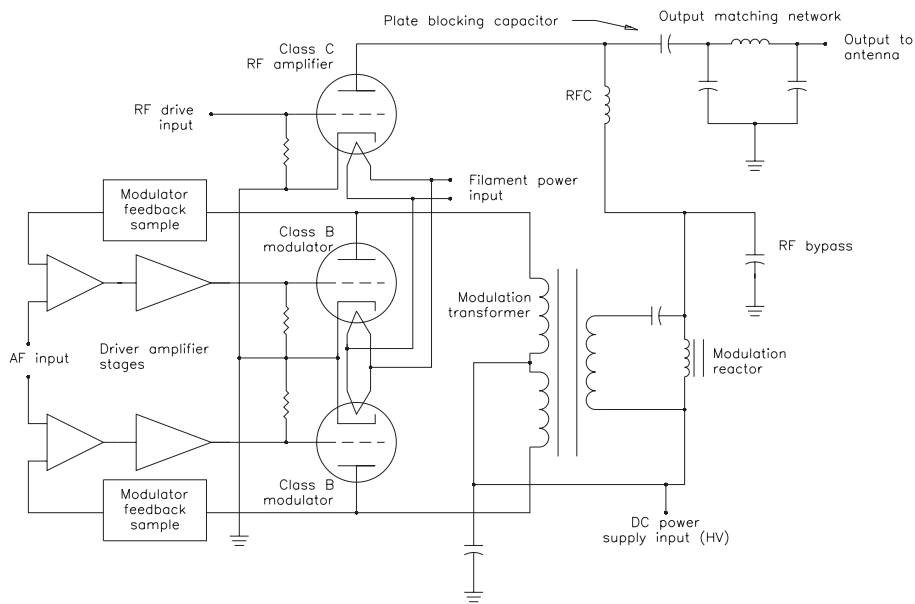 Plate blocking capacitor
Output matching network
Output to
antenna
Class C
RF amplifier
RFC
RF drive
input
Filament power
input
Modulator
feedback
sample
Class B
modulator
RF bypass
Modulation
transformer
AF input
Driver amplifier
stages
Modulation
reactor
Modulator
feedback
sample
Class B
modulator
DC power
supply input (HV)